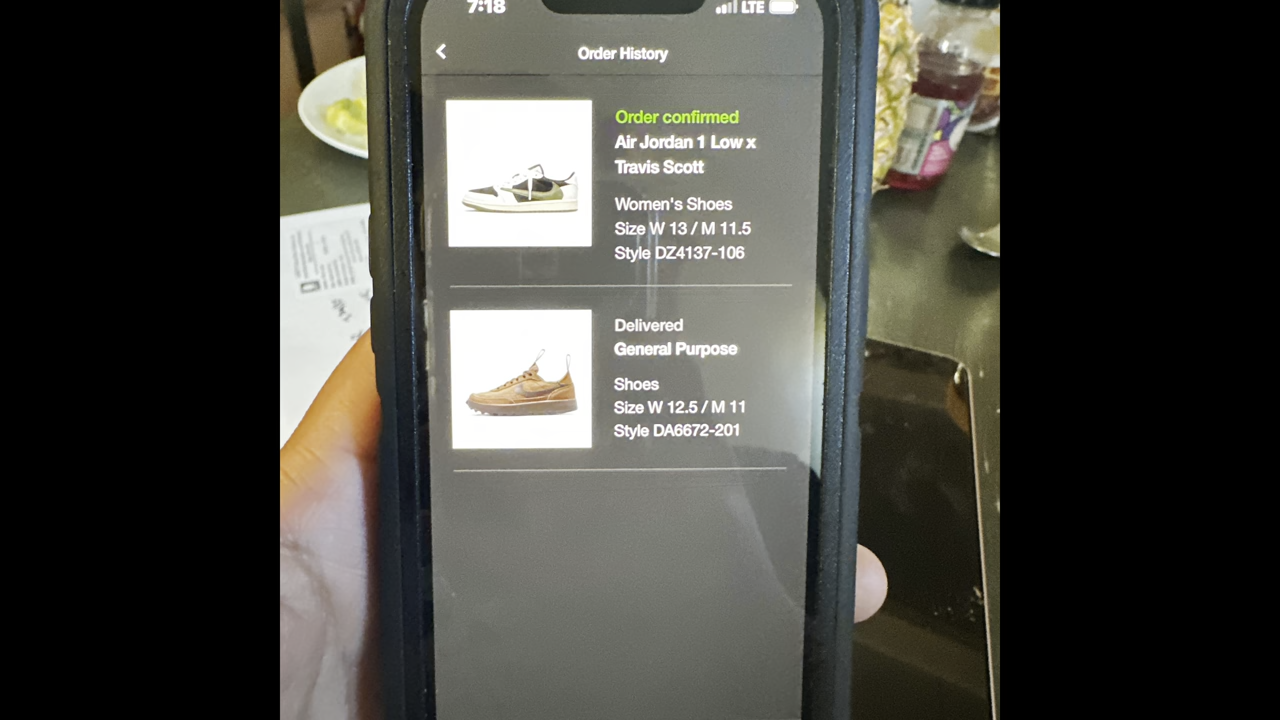 7:18
LTE
Order History
Order confirmed
Air Jordan 1 Low x
Travis Scott
Women's Shoes
Size W 13 / M 11.5
Style DZ4137-106
Delivered
General Purpose
Shoes
Size W 12.5 / M 11
Style DA6672-201